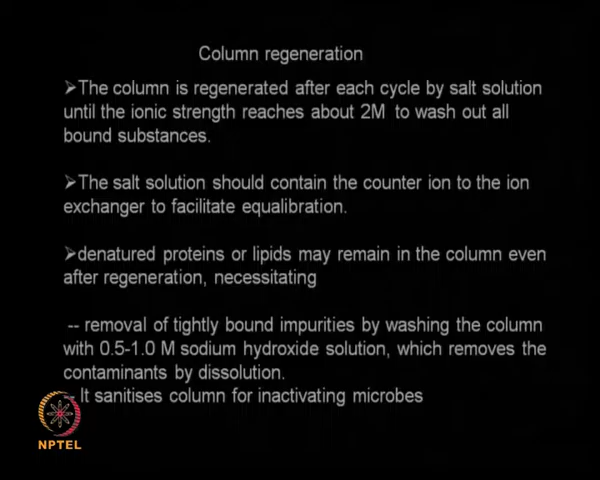 Column regeneration
➢The column is regenerated after each cycle by salt solution
until the ionic strength reaches about 2M to wash out all
bound substances.
➢The salt solution should contain the counter ion to the ion
exchanger to facilitate equalibration.
➢denatured proteins or lipids may remain in the column even
after regeneration, necessitating
-- removal of tightly bound impurities by washing the column
with 0.5-1.0 M sodium hydroxide solution, which removes the
contaminants by dissolution.
- It sanitises column for inactivating microbes
NPTEL